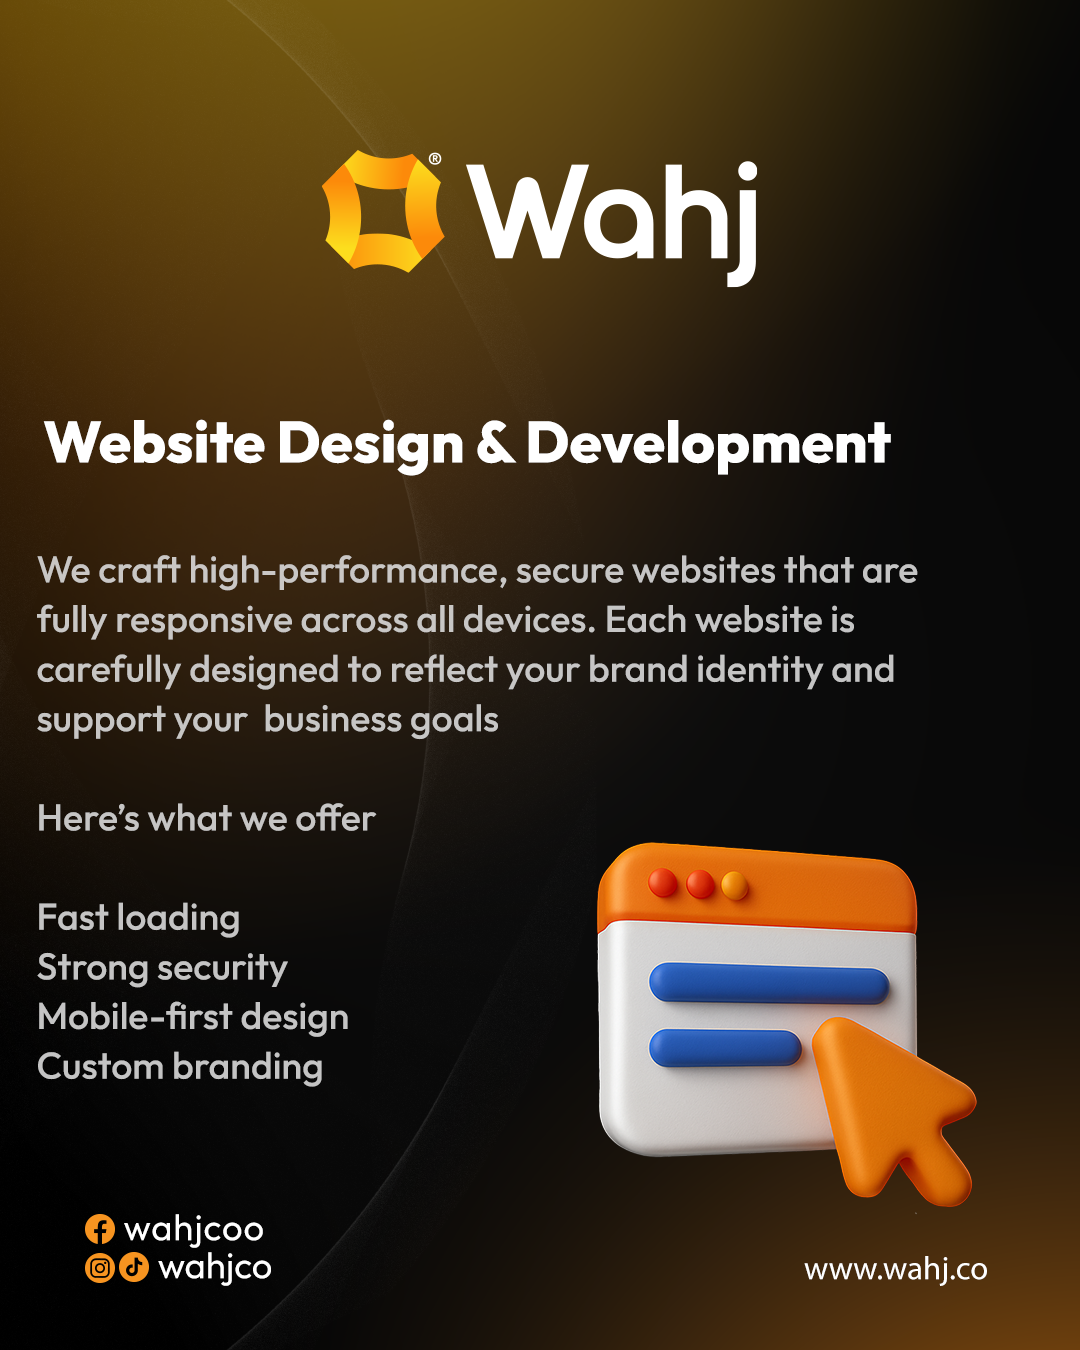 ® Wahj
Website Design & Development
We craft high-performance, secure websites that are
fully responsive across all devices. Each website is
carefully designed to reflect your brand identity and
support your  business goals
Here’s what we offer
Fast loading
Strong security
Mobile-first design
Custom branding
wahjcoo
wahjco
www.wahj.co